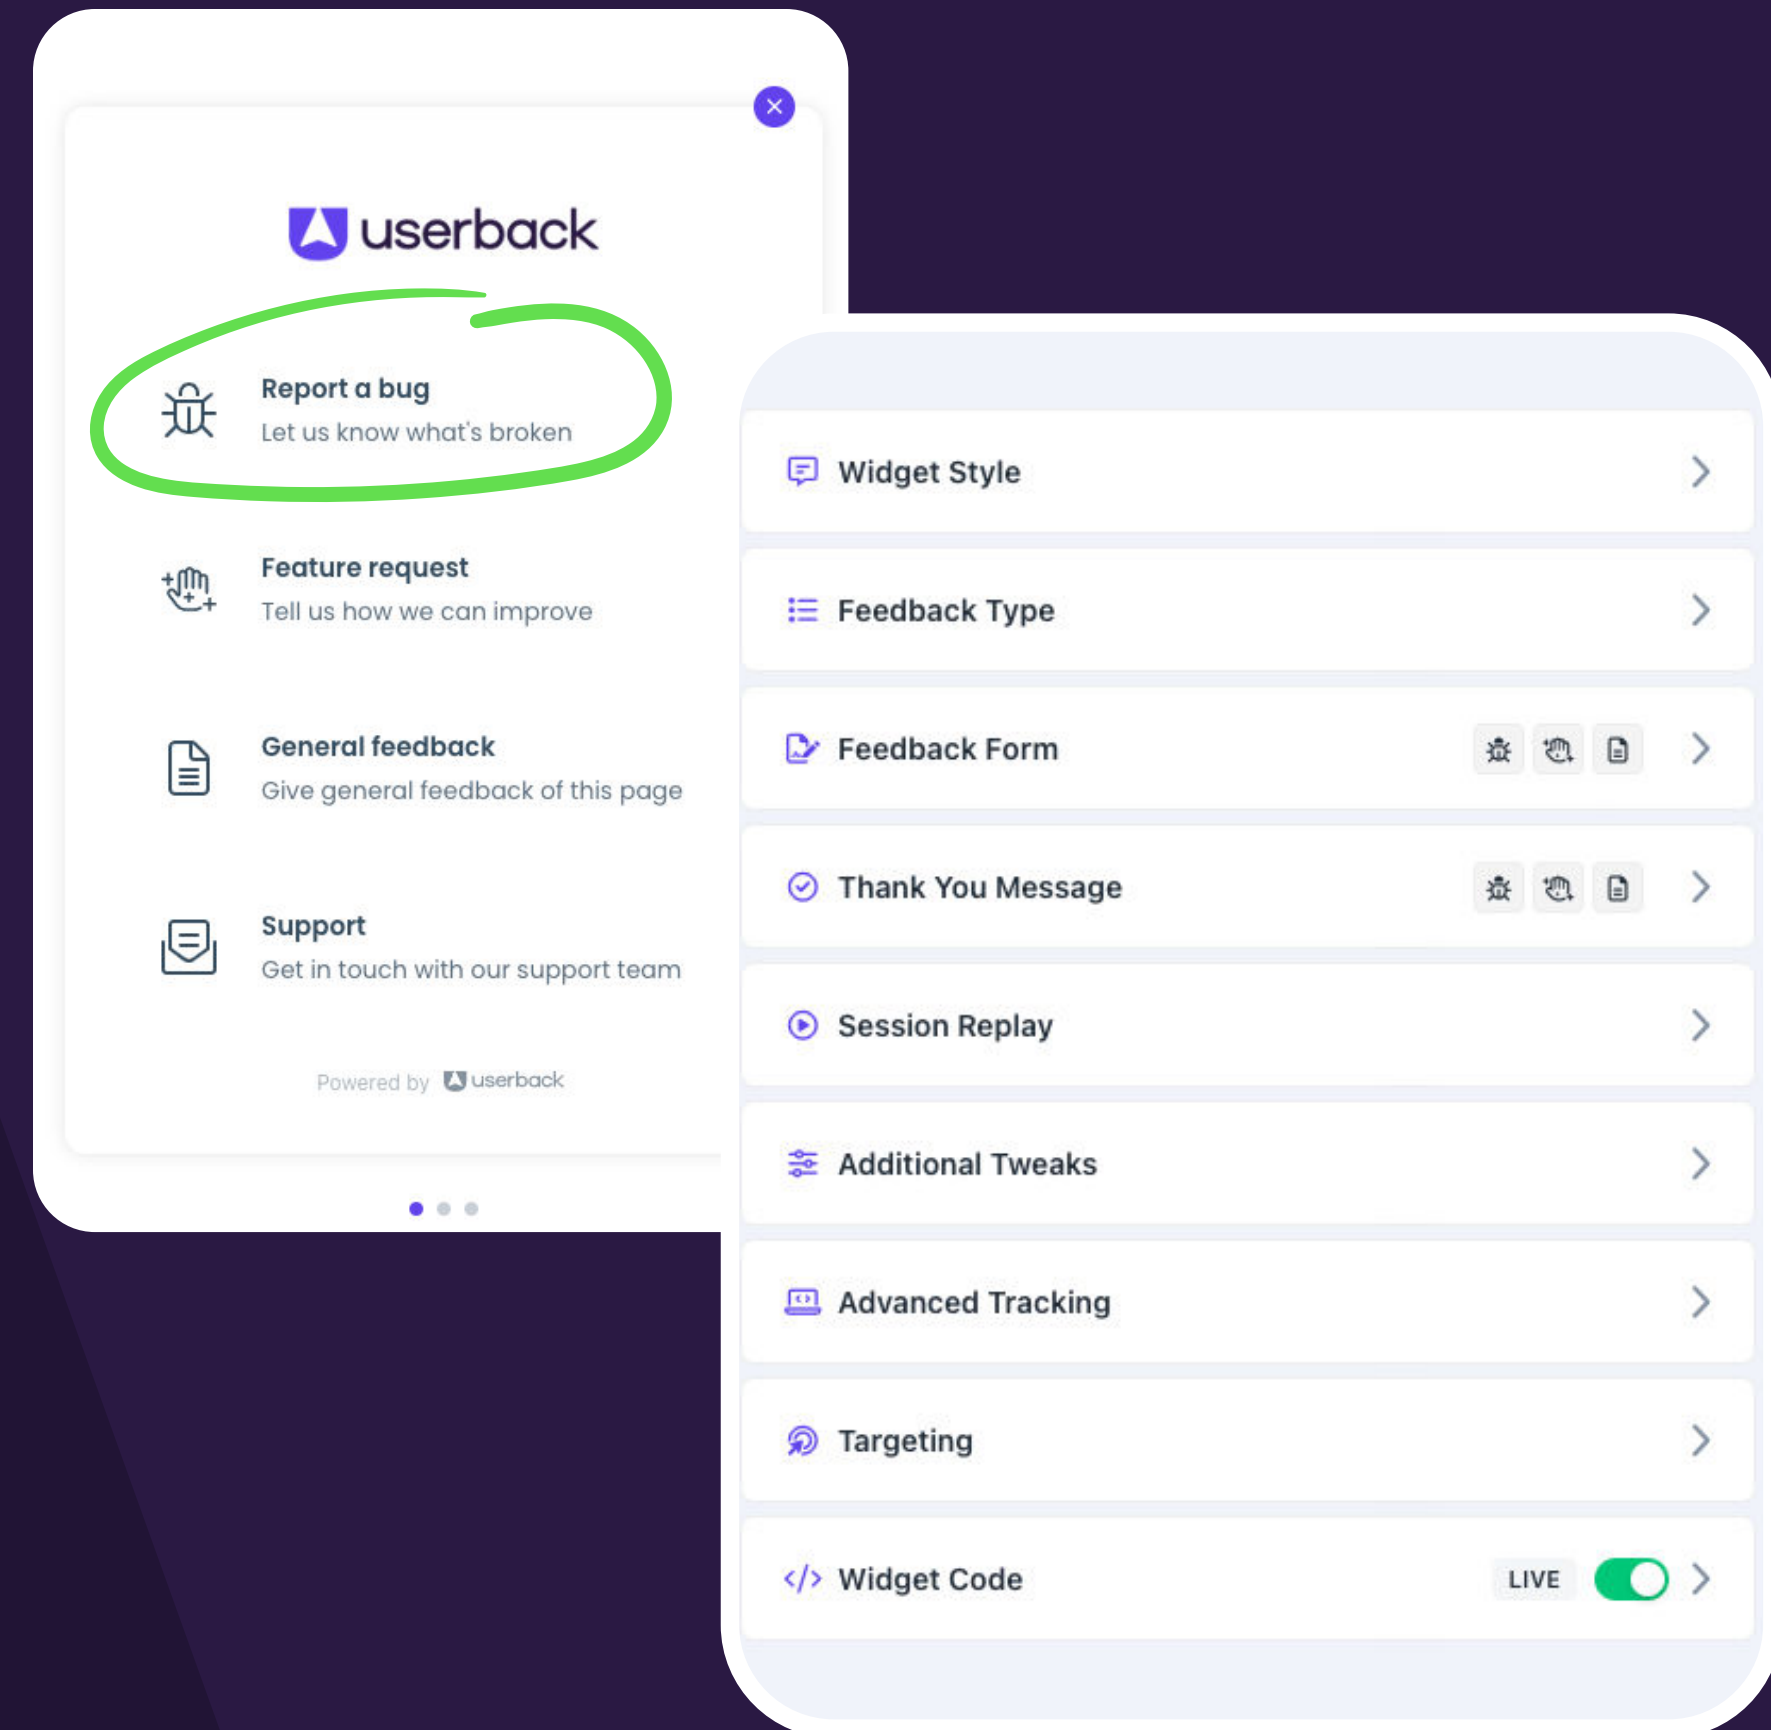 userback
Report a bug
Let us know what's broken
Feature request
Tell us how we can improve
General feedback
Give general feedback of this page
Support
Get in touch with our support team
Powered by userback
Widget Style
Feedback Type
Feedback Form
Thank You Message
Session Replay
Additional Tweaks
Advanced Tracking
Targeting
Widget Code LIVE